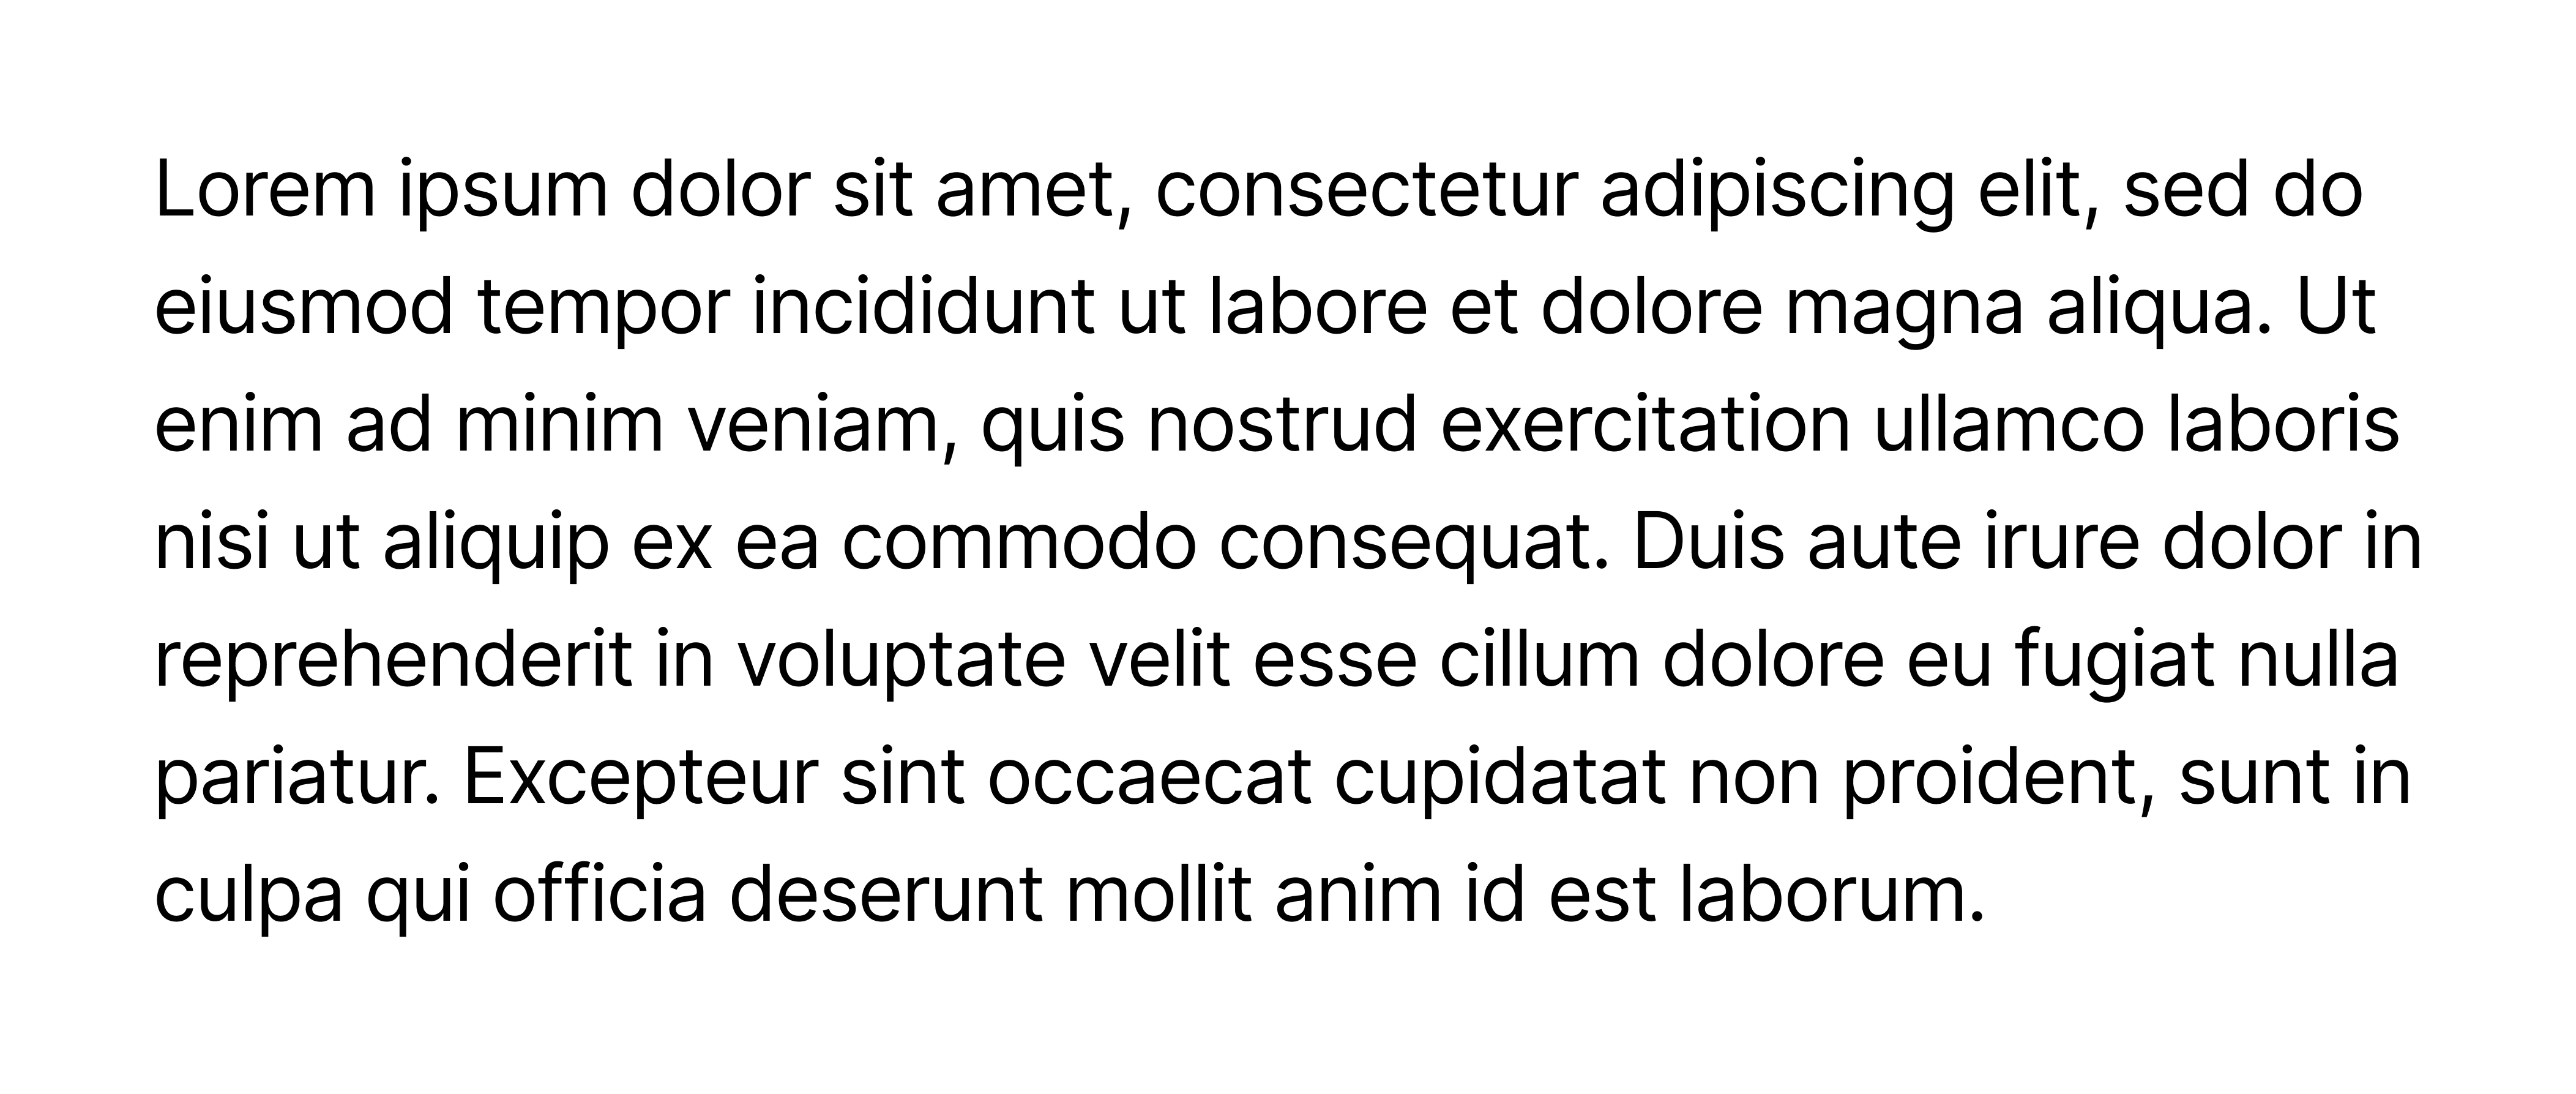 Lorem ipsum dolor sit amet, consectetur adipiscing elit, sed do
eiusmod tempor incididunt ut labore et dolore magna aliqua. Ut
enim ad minim veniam, quis nostrud exercitation ullamco laboris
nisi ut aliquip ex ea commodo consequat. Duis aute irure dolor in
reprehenderit in voluptate velit esse cillum dolore eu fugiat nulla
pariatur. Excepteur sint occaecat cupidatat non proident, sunt in
culpa qui officia deserunt mollit anim id est laborum.